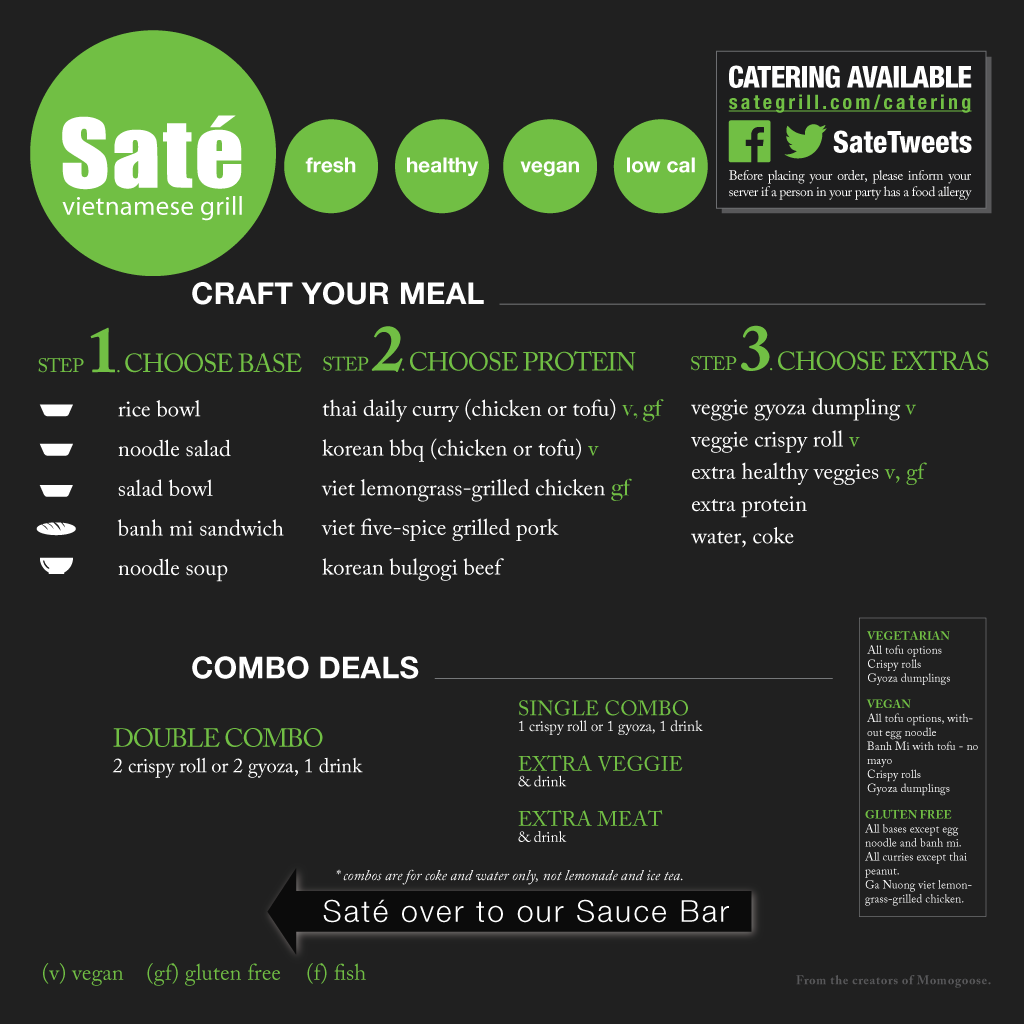 Saté
vietnamese grill
fresh
healthy
vegan
low cal
CATERING AVAILABLE
sategrill.com/catering
SateTweets
Before placing your order, please inform your
server if a person in your party has a food allergy
CRAFT YOUR MEAL
STEP 1. CHOOSE BASE
rice bowl
noodle salad
salad bowl
banh mi sandwich
noodle soup
STEP 2. CHOOSE PROTEIN
thai daily curry (chicken or tofu) v, gf
korean bbq (chicken or tofu) v
viet lemongrass-grilled chicken gf
viet five-spice grilled pork
korean bulgogi beef
STEP 3. CHOOSE EXTRAS
veggie gyoza dumpling v
veggie crispy roll v
extra healthy veggies v, gf
extra protein
water, coke
COMBO DEALS
DOUBLE COMBO
2 crispy roll or 2 gyoza, 1 drink
SINGLE COMBO
1 crispy roll or 1 gyoza, 1 drink
EXTRA VEGGIE
& drink
EXTRA MEAT
& drink
VEGETARIAN
All tofu options
Crispy rolls
Gyoza dumplings
VEGAN
All tofu options, with-
out egg noodle
Banh Mi with tofu - no
mayo
Crispy rolls
Gyoza dumplings
GLUTEN FREE
All bases except egg
noodle and banh mi.
All curries except thai
peanut.
Ga Nuong viet lemon-
grass-grilled chicken.
* combos are for coke and water only, not lemonade and ice tea.
Saté over to our Sauce Bar
(v) vegan (gf) gluten free (f) fish
From the creators of Momogoose.